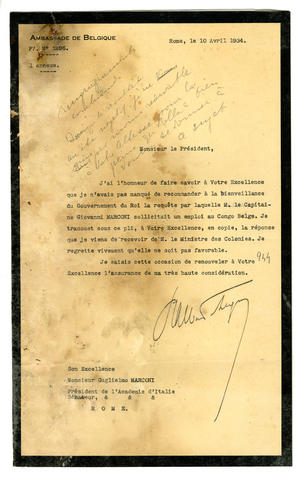 AMBASSADE DE BELGIQUE
Rome, le 10 Avril 1934.
P/. N° 1296.
1 annexe.
Monsieur le Président,
J'ai l'honneur de faire savoir à Votre Excellence
que je n'avais pas manqué de recommander à la bienveillance
du Gouvernement du Roi la requête par laquelle M. le Capitai-
ne Giovanni MARCONI sollicitait un emploi au Congo Belge. Je
transmet sous ce pli, à Votre Excellence, en copie, la réponse
que je viens de recevoir de M. le Ministre des Colonies. Je
regrette vivement qu'elle ne soit pas favorable.
Je saisis cette occasion de renouveler à Votre 944
Excellence l'assurance de ma très haute considération.
Son Excellence
Monsieur Guglielmo MARCONI
Président de l'Académie d'Italie
Sénateur, & & &
R O M E.